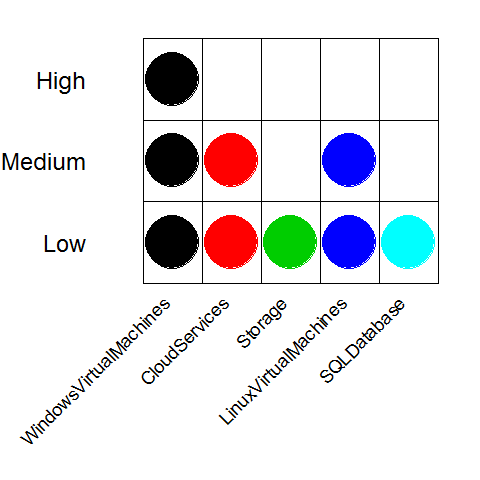 High
Medium
Low
WindowsVirtualMachines
CloudServices
Storage
LinuxVirtualMachines
SQLDatabase